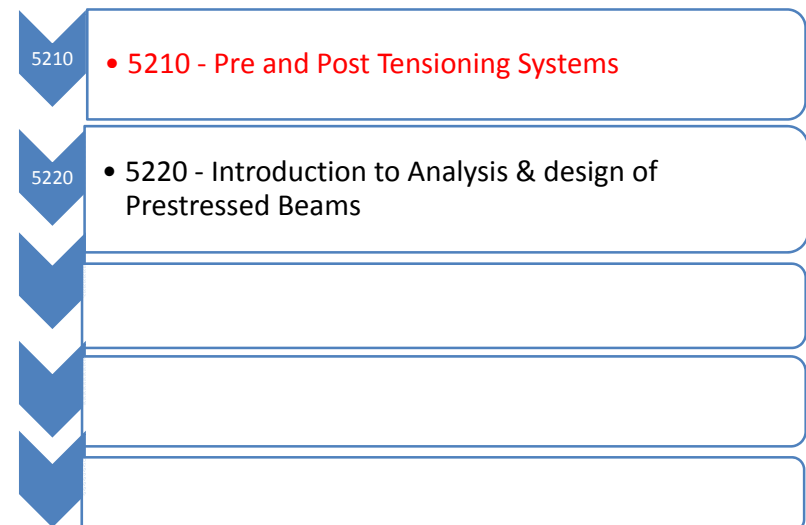 5210
• 5210 - Pre and Post Tensioning Systems
5220
• 5220 - Introduction to Analysis & design of
Prestressed Beams